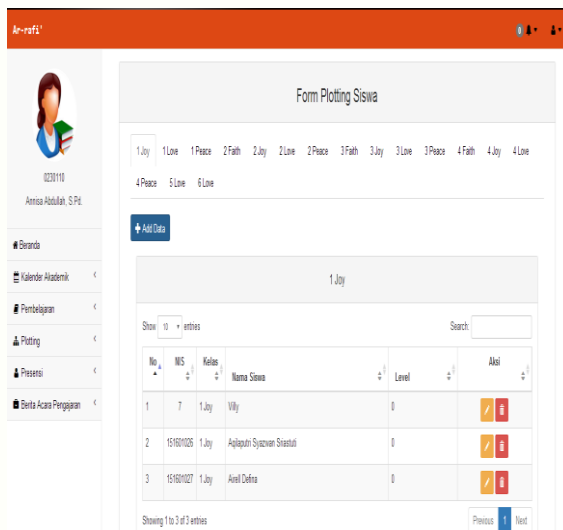 Ar-rafi'
0
0230110
Annisa Abdullah, S.Pd.
Beranda
Kalender Akademik
Pembelajaran
Plotting
Presensi
Berita Acara Pengajaran
Form Plotting Siswa
1 Joy 1 Love 1 Peace 2 Faith 2 Joy 2 Love 2 Peace 3 Faith 3 Joy 3 Love 3 Peace 4 Faith 4 Joy 4 Love
4 Peace 5 Love 6 Love
+ Add Data
1 Joy
Show 10 entries Search:
No NIS Kelas Nama Siswa Level Aksi
1 7 1 Joy Villy 0
2 151601026 1 Joy Aqilaputri Syazwan Sriastuti 0
3 151601027 1 Joy Airell Defina 0
Showing 1 to 3 of 3 entries Previous 1 Next